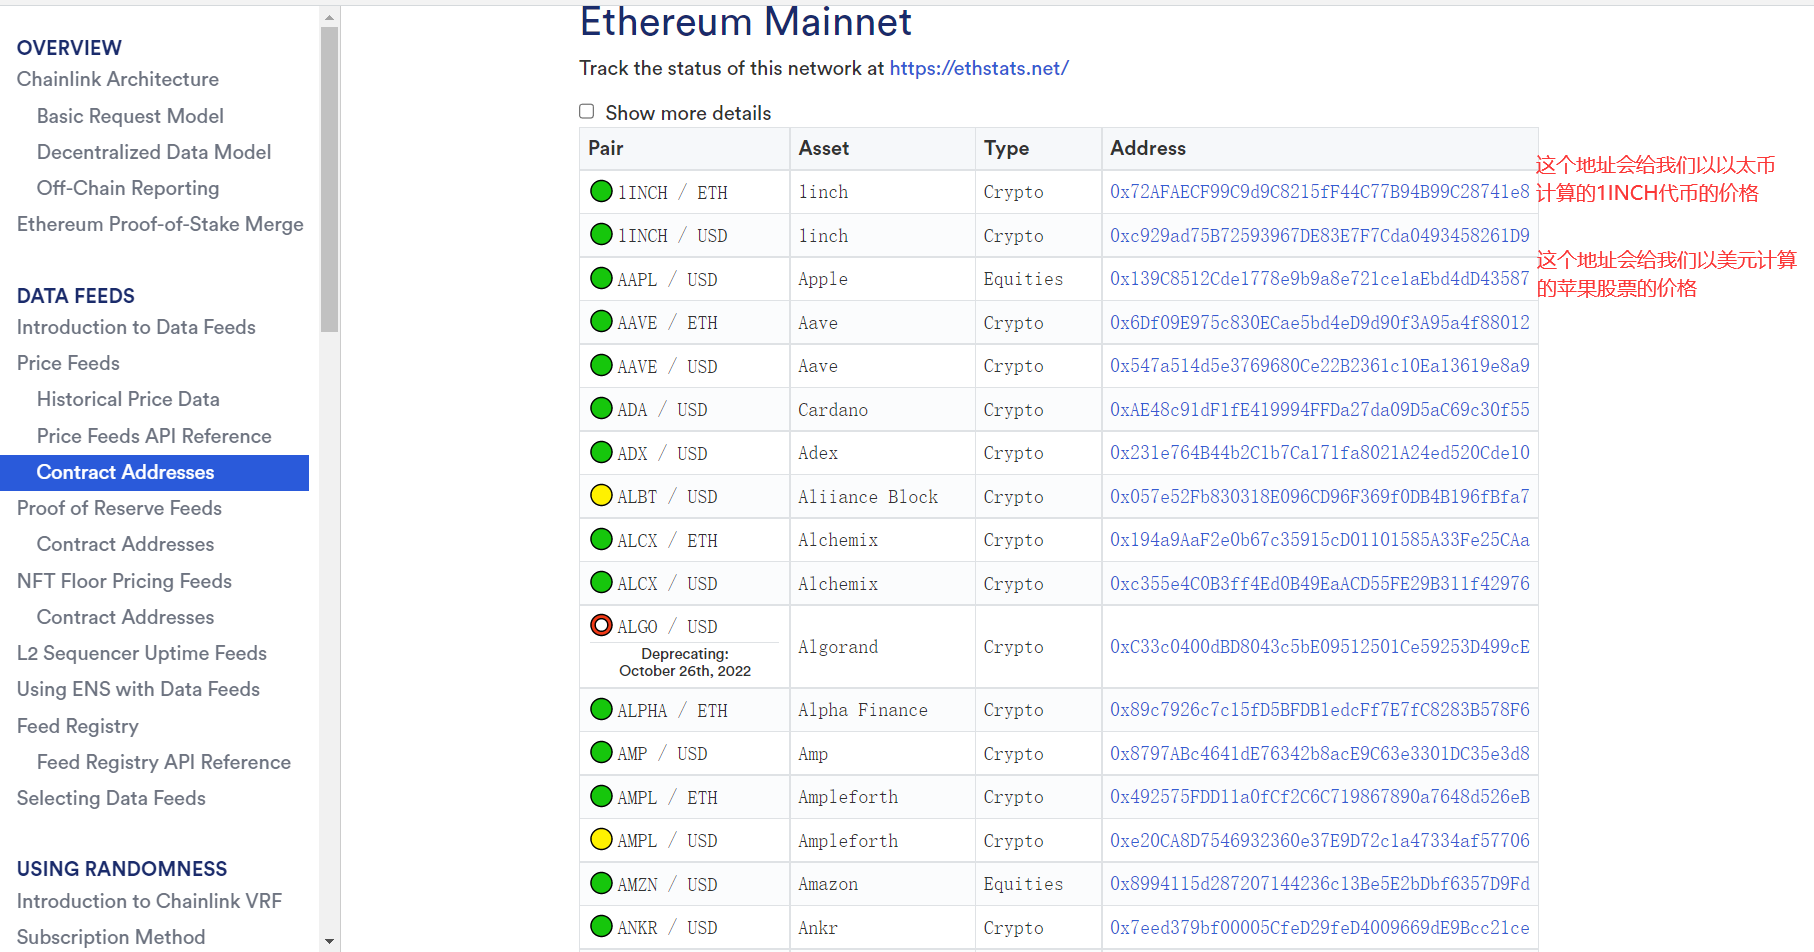 OVERVIEW
Chainlink Architecture
Basic Request Model
Decentralized Data Model
Off-Chain Reporting
Ethereum Proof-of-Stake Merge
DATA FEEDS
Introduction to Data Feeds
Price Feeds
Historical Price Data
Price Feeds API Reference
Contract Addresses
Proof of Reserve Feeds
Contract Addresses
NFT Floor Pricing Feeds
Contract Addresses
L2 Sequencer Uptime Feeds
Using ENS with Data Feeds
Feed Registry
Feed Registry API Reference
Selecting Data Feeds
USING RANDOMNESS
Introduction to Chainlink VRF
Subscription Method
Ethereum Mainnet
Track the status of this network at https://ethstats.net/
Show more details
Pair Asset Type Address
1INCH / ETH 1inch Crypto 0x72AFAECF99C9d9C8215fF44C77B94B99C28741e8
1INCH / USD 1inch Crypto 0xc929ad75B72593967DE83E7F7Cda0493458261D9
AAPL / USD Apple Equities 0x139C8512Cde1778e9b9a8e721ce1aEbd4dD43587
AAVE / ETH Aave Crypto 0x6Df09E975c830ECae5bd4eD9d90f3A95a4f88012
AAVE / USD Aave Crypto 0x547a514d5e3769680Ce22B2361c10Ea13619e8a9
ADA / USD Cardano Crypto 0xAE48c91dF1fE419994FFDa27da09D5aC69c30f55
ADX / USD Adex Crypto 0x231e764B44b2C1b7Ca171fa8021A24ed520Cde10
ALBT / USD Aliiance Block Crypto 0x057e52Fb830318E096CD96F369f0DB4B196fBfa7
ALCX / ETH Alchemix Crypto 0x194a9AaF2e0b67c35915cD01101585A33Fe25CAa
ALCX / USD Alchemix Crypto 0xc355e4C0B3ff4Ed0B49EaACD55FE29B311f42976
ALGO / USD
Deprecating:
October 26th, 2022
Algorand Crypto 0xC33c0400dBD8043c5bE09512501Ce59253D499cE
ALPHA / ETH Alpha Finance Crypto 0x89c7926c7c15fD5BFDB1edcFf7E7fC8283B578F6
AMP / USD Amp Crypto 0x8797ABc4641dE76342b8acE9C63e3301DC35e3d8
AMPL / ETH Ampleforth Crypto 0x492575FDD11a0fCf2C6C719867890a7648d526eB
AMPL / USD Ampleforth Crypto 0xe20CA8D7546932360e37E9D72c1a47334af57706
AMZN / USD Amazon Equities 0x8994115d287207144236c13Be5E2bDbf6357D9Fd
ANKR / USD Ankr Crypto 0x7eed379bf00005CfeD29feD4009669dE9Bcc21ce
这个地址会给我们以以太币
计算的1INCH代币的价格
这个地址会给我们以美元计算
的苹果股票的价格